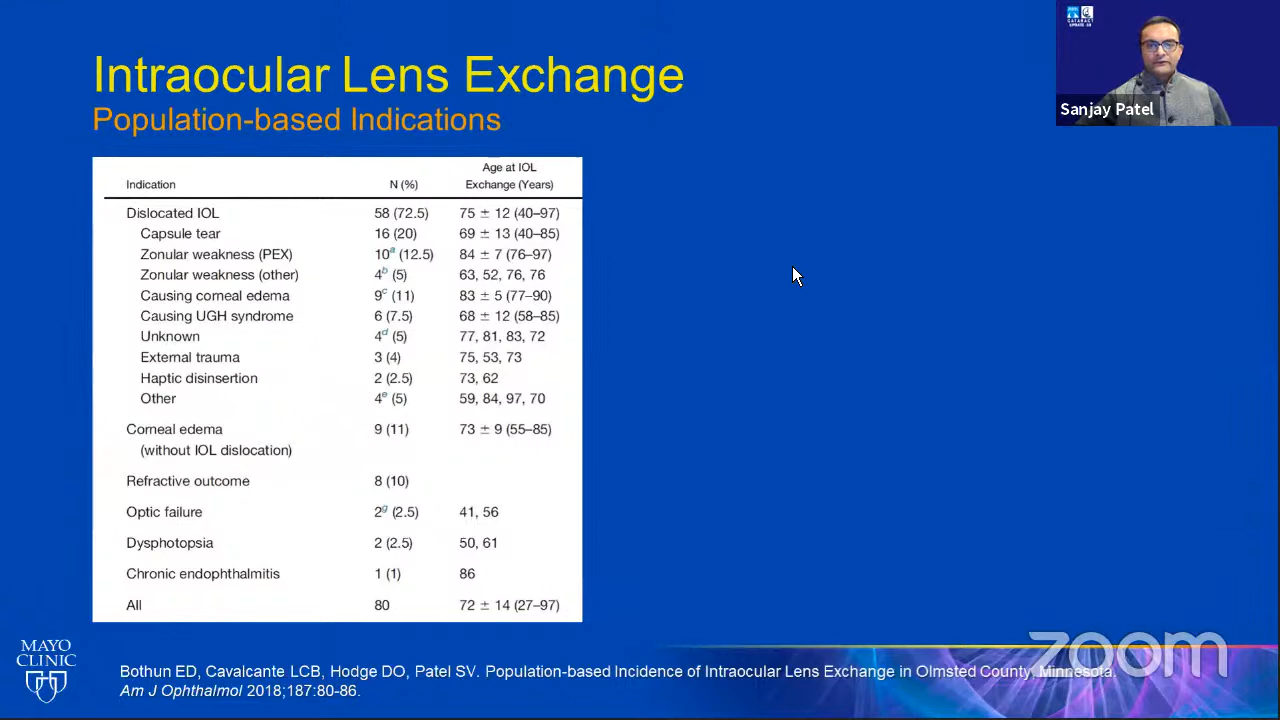 Intraocular Lens Exchange
Population-based Indications
Sanjay Patel
CATARACT
UPDATE
Indication N (%) Age at IOL Exchange (Years)
Dislocated IOL 58 (72.5) 75 ± 12 (40–97)
Capsule tear 16 (20) 69 ± 13 (40–85)
Zonular weakness (PEX) 10a (12.5) 84 ± 7 (76–97)
Zonular weakness (other) 4b (5) 63, 52, 76, 76
Causing corneal edema 9c (11) 83 ± 5 (77–90)
Causing UGH syndrome 6 (7.5) 68 ± 12 (58–85)
Unknown 4d (5) 77, 81, 83, 72
External trauma 3 (4) 75, 53, 73
Haptic disinsertion 2 (2.5) 73, 62
Other 4e (5) 59, 84, 97, 70
Corneal edema 9 (11) 73 ± 9 (55–85)
(without IOL dislocation)
Refractive outcome 8 (10)
Optic failure 2g (2.5) 41, 56
Dysphotopsia 2 (2.5) 50, 61
Chronic endophthalmitis 1 (1) 86
All 80 72 ± 14 (27–97)
MAYO
CLINIC
Bothun ED, Cavalcante LCB, Hodge DO, Patel SV. Population-based Incidence of Intraocular Lens Exchange in Olmsted County, Minnesota.
Am J Ophthalmol 2018;187:80-86.
zoom